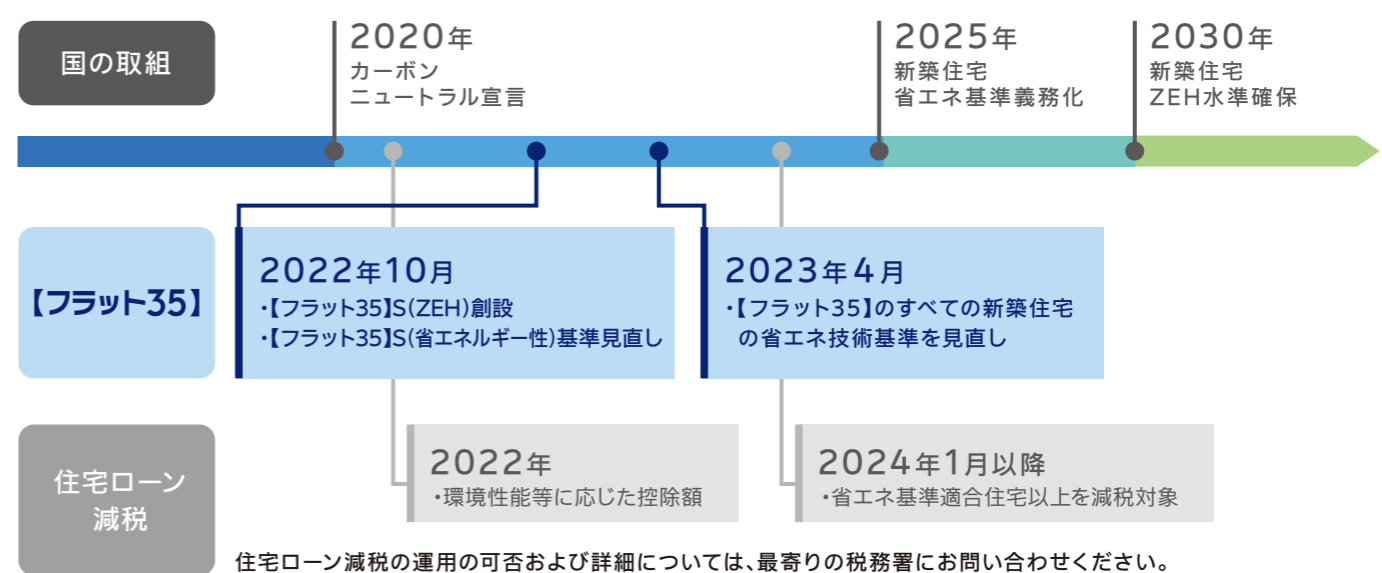 国の取組
2020年
カーボン
ニュートラル宣言
2025年
新築住宅
省エネ基準義務化
2030年
新築住宅
ZEH水準確保
【フラット35】
2022年10月
・【フラット35】S(ZEH)創設
・【フラット35】S(省エネルギー性)基準見直し
2023年4月
・【フラット35】のすべての新築住宅
の省エネ技術基準を見直し
住宅ローン
減税
2022年
・環境性能等に応じた控除額
2024年1月以降
・省エネ基準適合住宅以上を減税対象
住宅ローン減税の運用の可否および詳細については、最寄りの税務署にお問い合わせください。